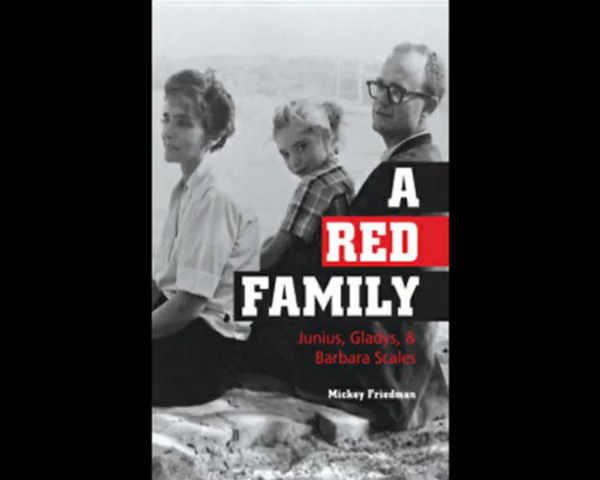 A
RED
FAMILY
Junius, Gladys, &
Barbara Scales
Mickey Friedman